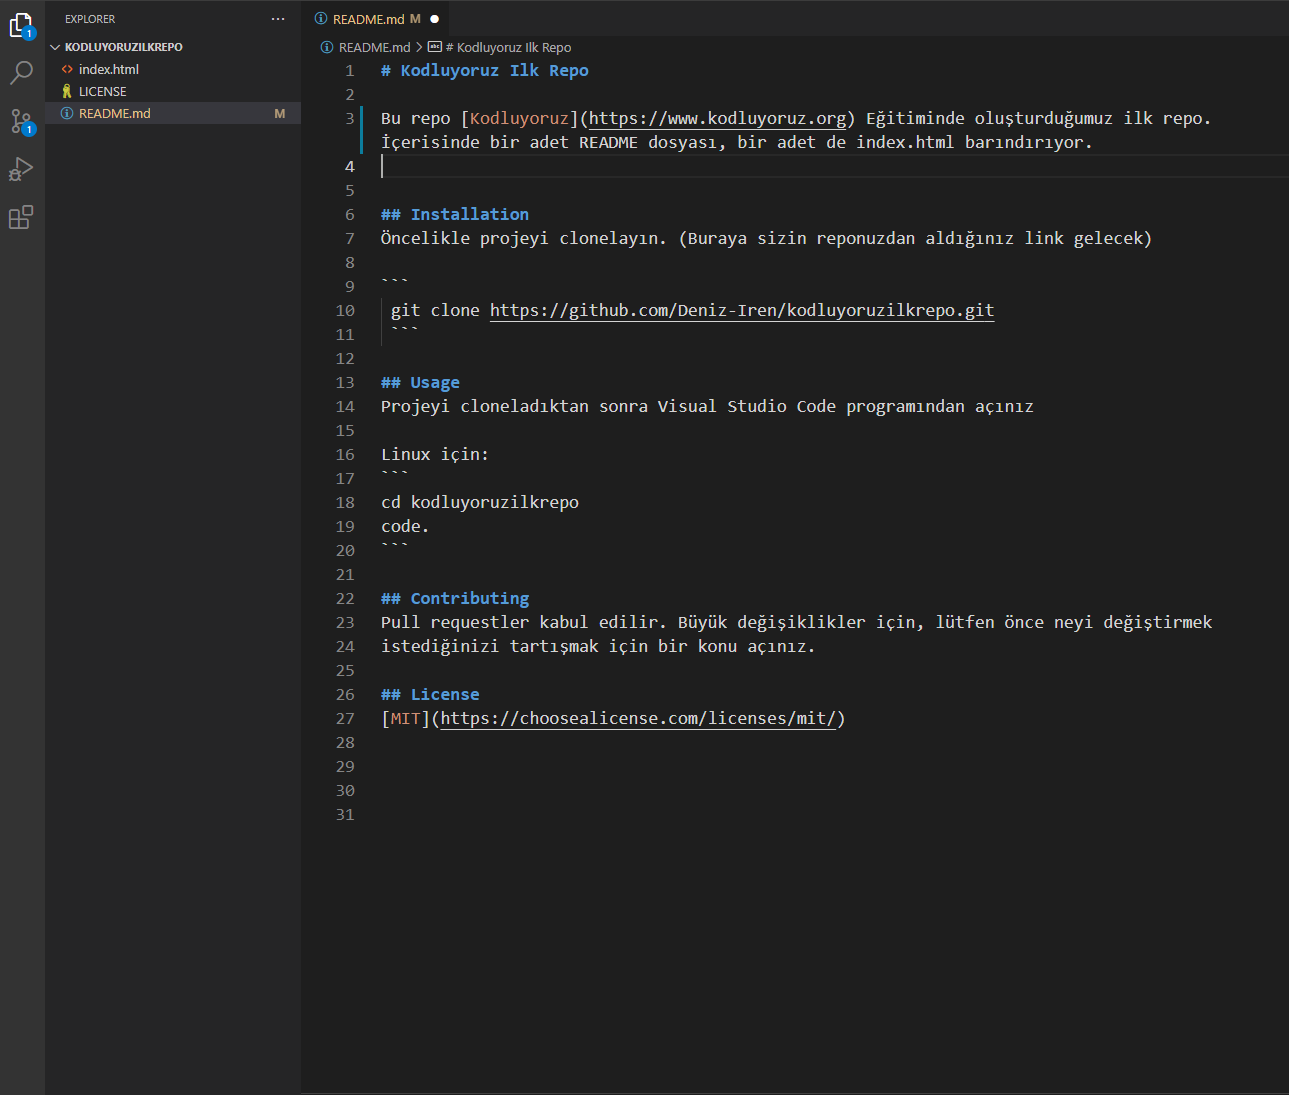 EXPLORER
···
README.md M ●
KODLUYORUZILKREPO
README.md > # Kodluyoruz Ilk Repo
index.html
LICENSE
README.md M
1
1
1 # Kodluyoruz Ilk Repo
2
3 Bu repo [Kodluyoruz](https://www.kodluyoruz.org) Eğitiminde oluşturduğumuz ilk repo.
İçerisinde bir adet README dosyası, bir adet de index.html barındırıyor.
4
5
6 ## Installation
7 Öncelikle projeyi clonelayın. (Buraya sizin reponuzdan aldığınız link gelecek)
8
9 ```
10 git clone https://github.com/Deniz-Iren/kodluyoruzilkrepo.git
11 ```
12
13 ## Usage
14 Projeyi cloneladıktan sonra Visual Studio Code programından açınız
15
16 Linux için:
17 ```
18 cd kodluyoruzilkrepo
19 code.
20 ```
21
22 ## Contributing
23 Pull requestler kabul edilir. Büyük değişiklikler için, lütfen önce neyi değiştirmek
24 istediğinizi tartışmak için bir konu açınız.
25
26 ## License
27 [MIT](https://choosealicense.com/licenses/mit/)
28
29
30
31